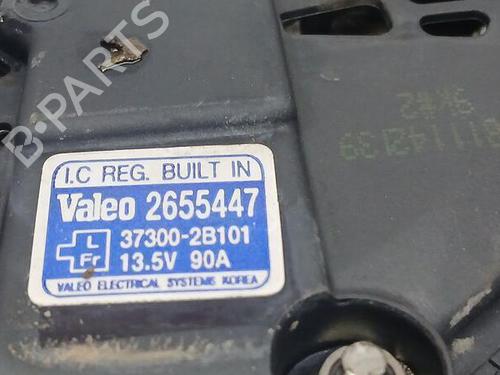 B-PARTS
I.C REG. BUILT IN
Valeo 2655447
L
Fr
37300-2B101
13.5V 90A
VALEO ELECTRICAL SYSTEMS KOREA